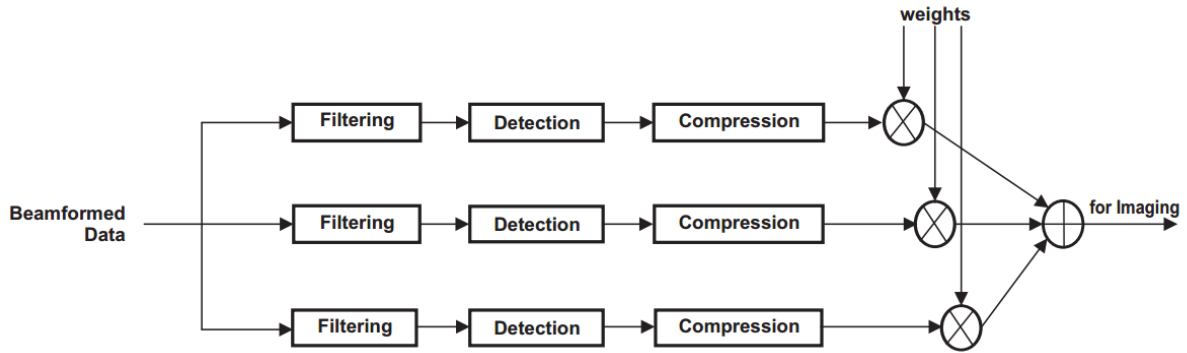 weights
Filtering
Detection
Compression
Beamformed
Data
Filtering
Detection
Compression
for Imaging
Filtering
Detection
Compression